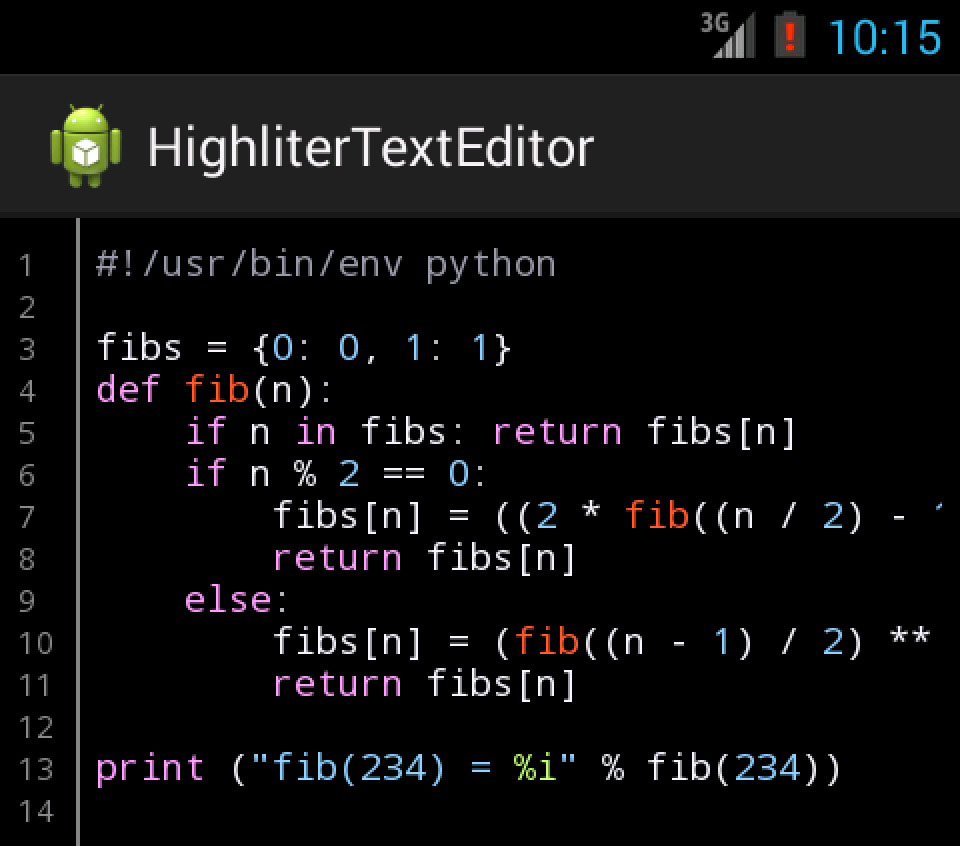 3G 10:15
HighliterTextEditor
1 #!/usr/bin/env python
2
3 fibs = {0: 0, 1: 1}
4 def fib(n):
5 if n in fibs: return fibs[n]
6 if n % 2 == 0:
7 fibs[n] = ((2 * fib((n / 2) -
8 return fibs[n]
9 else:
10 fibs[n] = (fib((n - 1) / 2) **
11 return fibs[n]
12
13 print ("fib(234) = %i" % fib(234))
14